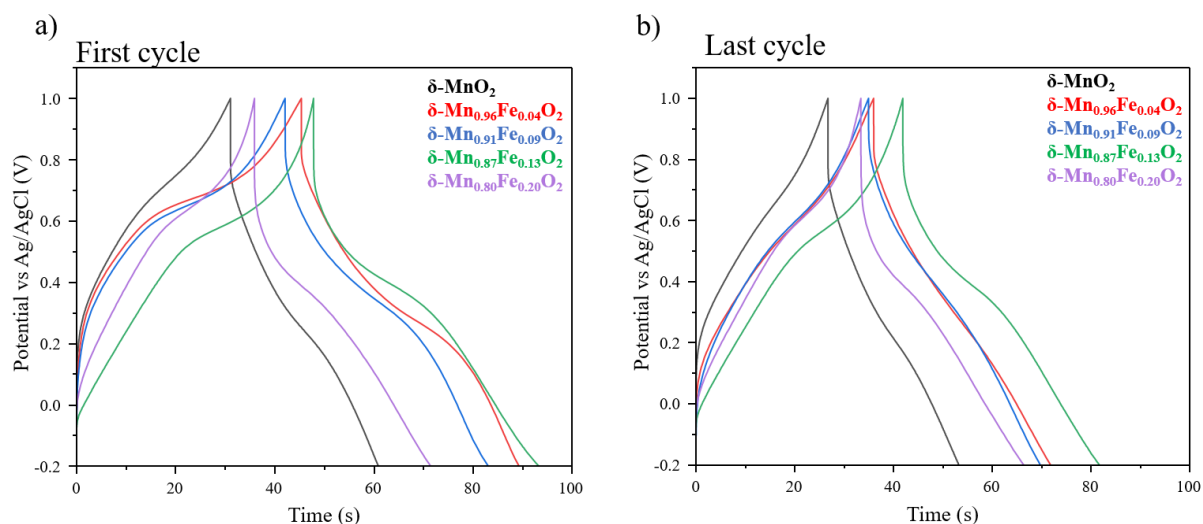 a)
First cycle
δ-MnO₂
δ-Mn₀.₉₆Fe₀.₀₄O₂
δ-Mn₀.₉₁Fe₀.₀₉O₂
δ-Mn₀.₈₇Fe₀.₁₃O₂
δ-Mn₀.₈₀Fe₀.₂₀O₂
Potential vs Ag/AgCl (V)
1.0
0.8
0.6
0.4
0.2
0.0
-0.2
0 20 40 60 80 100
Time (s)
b)
Last cycle
δ-MnO₂
δ-Mn₀.₉₆Fe₀.₀₄O₂
δ-Mn₀.₉₁Fe₀.₀₉O₂
δ-Mn₀.₈₇Fe₀.₁₃O₂
δ-Mn₀.₈₀Fe₀.₂₀O₂
Potential vs Ag/AgCl (V)
1.0
0.8
0.6
0.4
0.2
0.0
-0.2
0 20 40 60 80 100
Time (s)